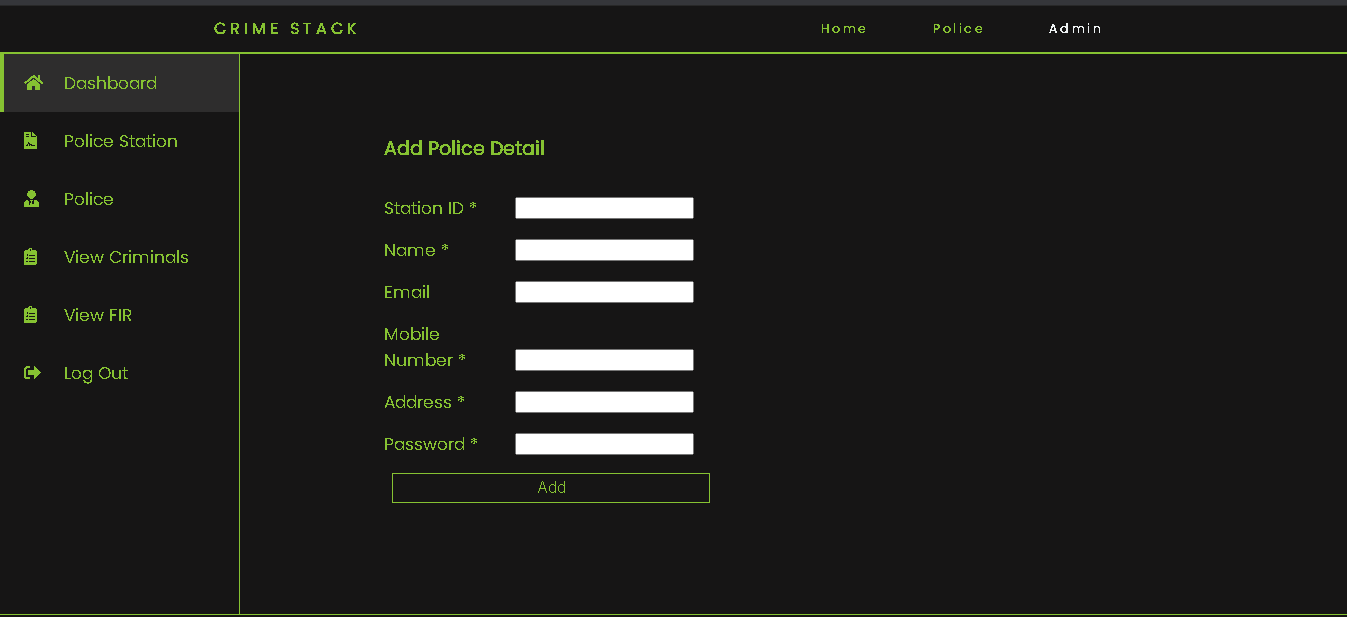 CRIME STACK
Home
Police
Admin
Dashboard
Police Station
Police
View Criminals
View FIR
Log Out
Add Police Detail
Station ID *
Name *
Email
Mobile
Number *
Address *
Password *
Add